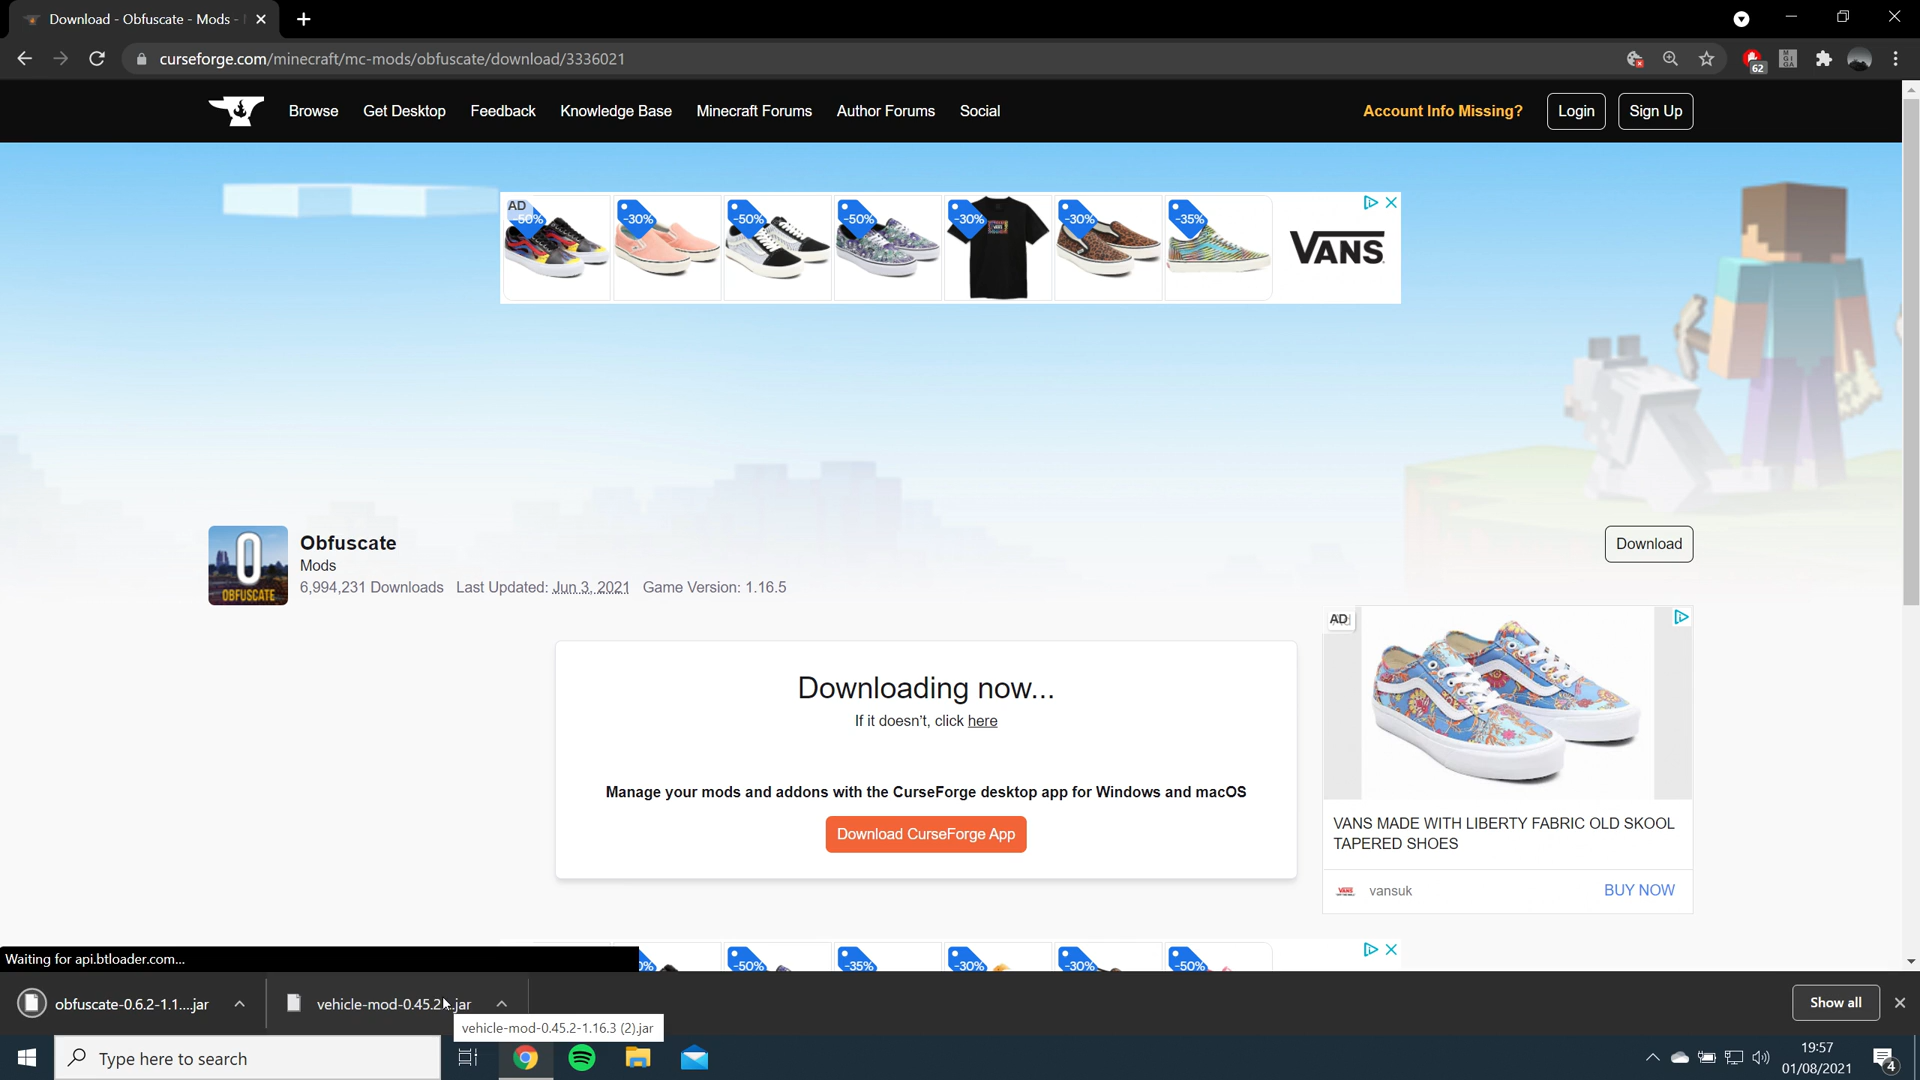 Download - Obfuscate - Mods -
curseforge.com/minecraft/mc-mods/obfuscate/download/3336021
62
Browse Get Desktop Feedback Knowledge Base Minecraft Forums Author Forums Social Account Info Missing? Login Sign Up
AD
-50% -30% -50% -50% -30% -30% -35%
VANS
OBFUSCATE
Obfuscate
Mods
6,994,231 Downloads Last Updated: Jun 3, 2021 Game Version: 1.16.5
Download
Downloading now...
If it doesn't, click here
Manage your mods and addons with the CurseForge desktop app for Windows and macOS
Download CurseForge App
AD
VANS MADE WITH LIBERTY FABRIC OLD SKOOL
TAPERED SHOES
vansuk BUY NOW
-50% -35% -30% -30% -50%
Waiting for api.btloader.com...
obfuscate-0.6.2-1.1....jar vehicle-mod-0.45.2 jar Show all
vehicle-mod-0.45.2-1.16.3 (2).jar
Type here to search
19:57
01/08/2021
4